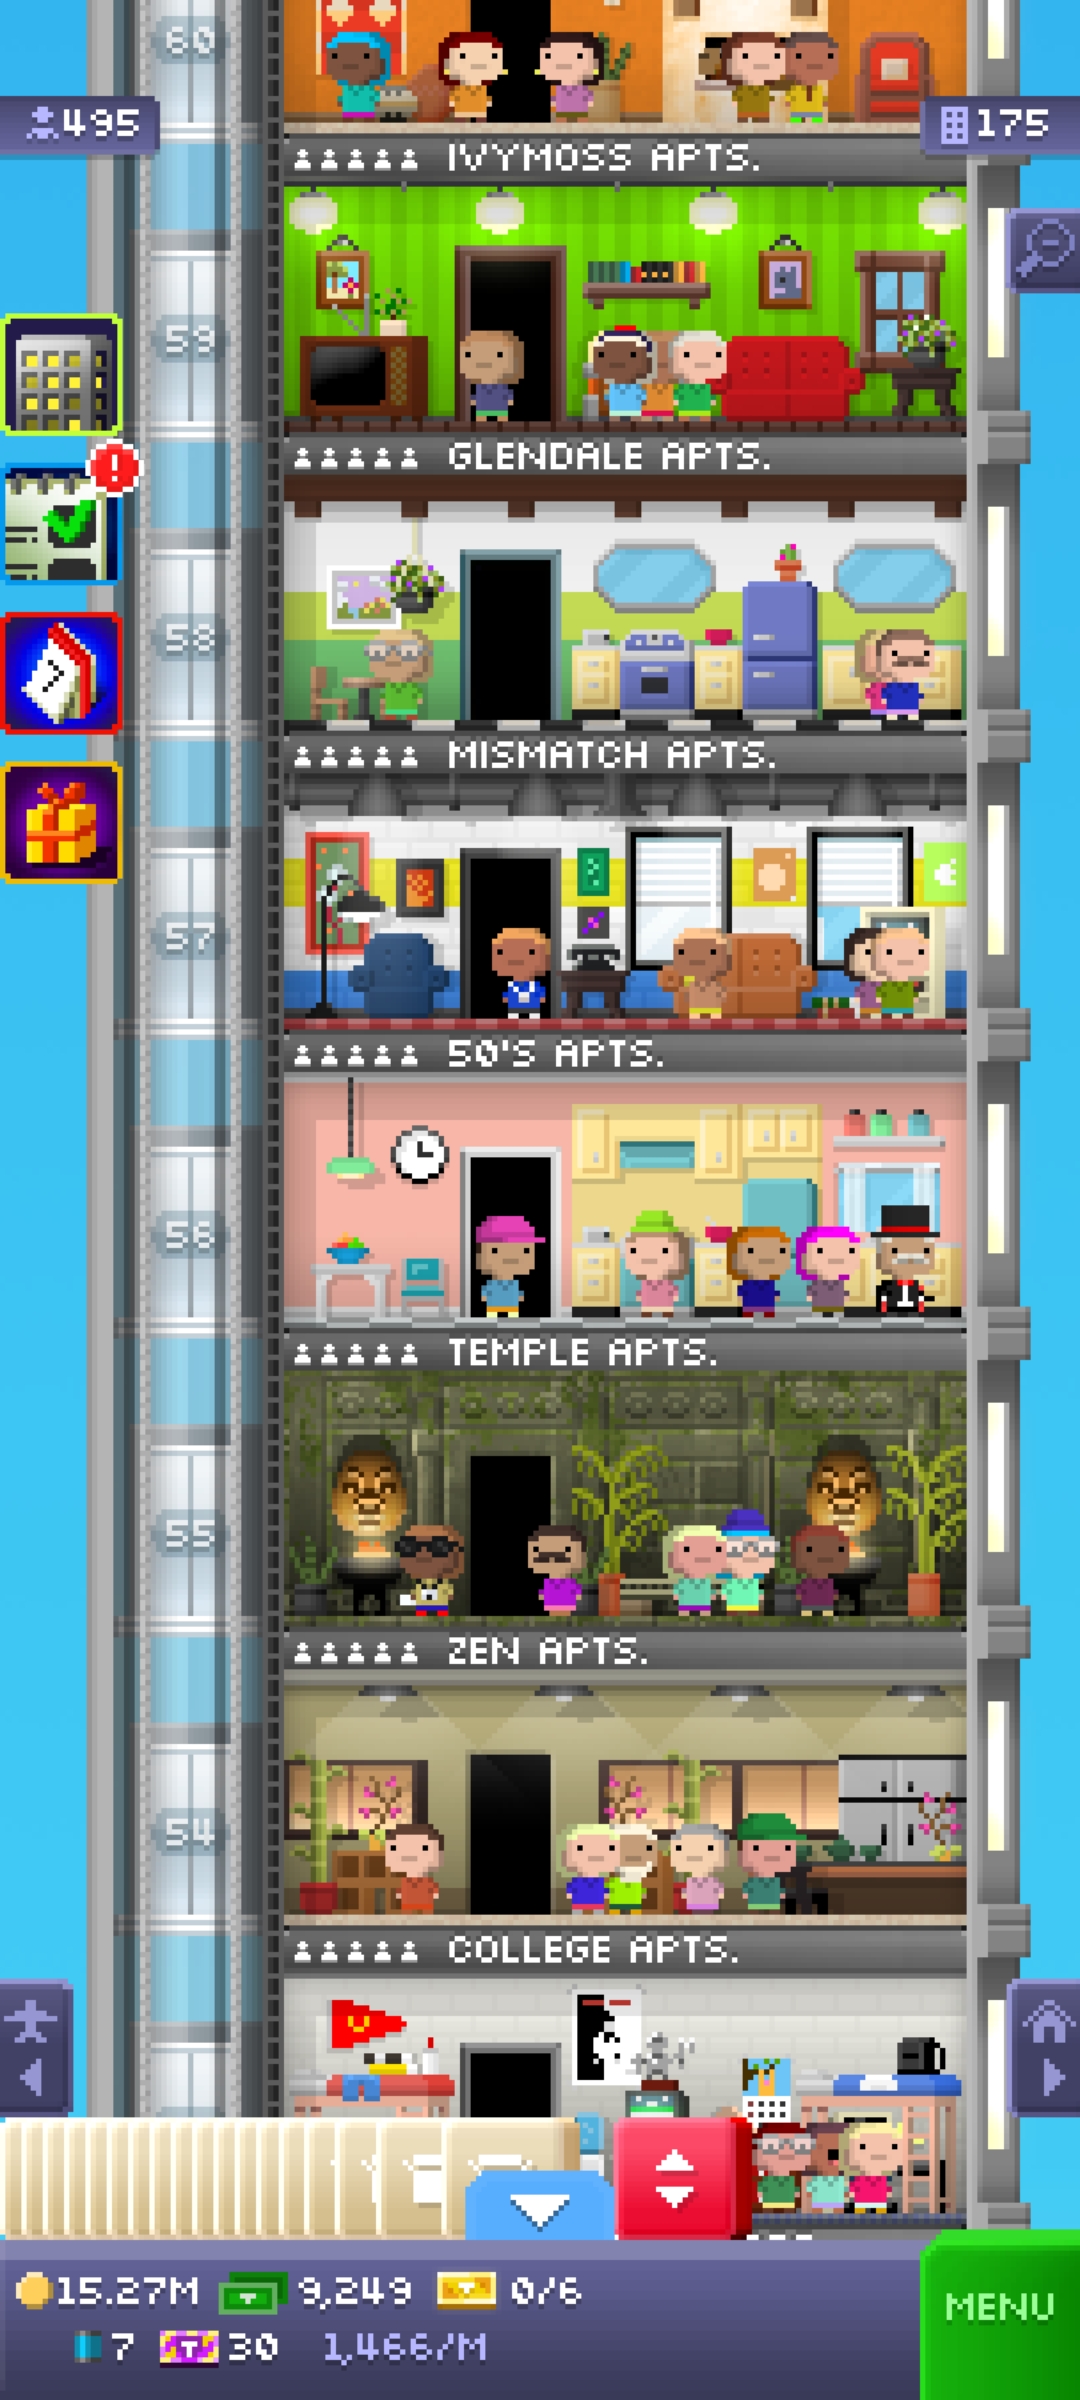 60
495
175
IVYMOSS APTS.
59
GLENDALE APTS.
58
MISMATCH APTS.
57
50'S APTS.
56
TEMPLE APTS.
55
ZEN APTS.
54
COLLEGE APTS.
15.27M 9,249 0/6
7 30 1,466/M
MENU